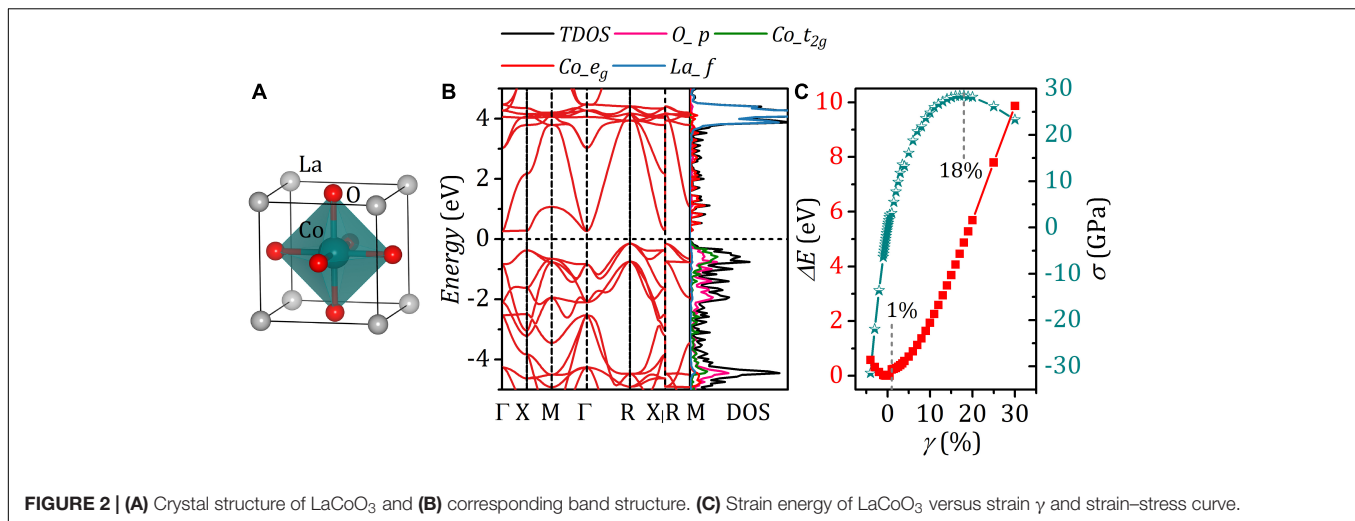 TDOS O_p Co_t₂g
Co_eg La_f
A
La
O
Co
B
Energy (eV)
4
2
0
-2
-4
Γ X M Γ R X|R M DOS
C
ΔE (eV)
10
8
6
4
2
0
1%
18%
30
20
10
0
-10
-20
-30
σ (GPa)
0 10 20 30
γ (%)
FIGURE 2 | (A) Crystal structure of LaCoO₃ and (B) corresponding band structure. (C) Strain energy of LaCoO₃ versus strain γ and strain–stress curve.